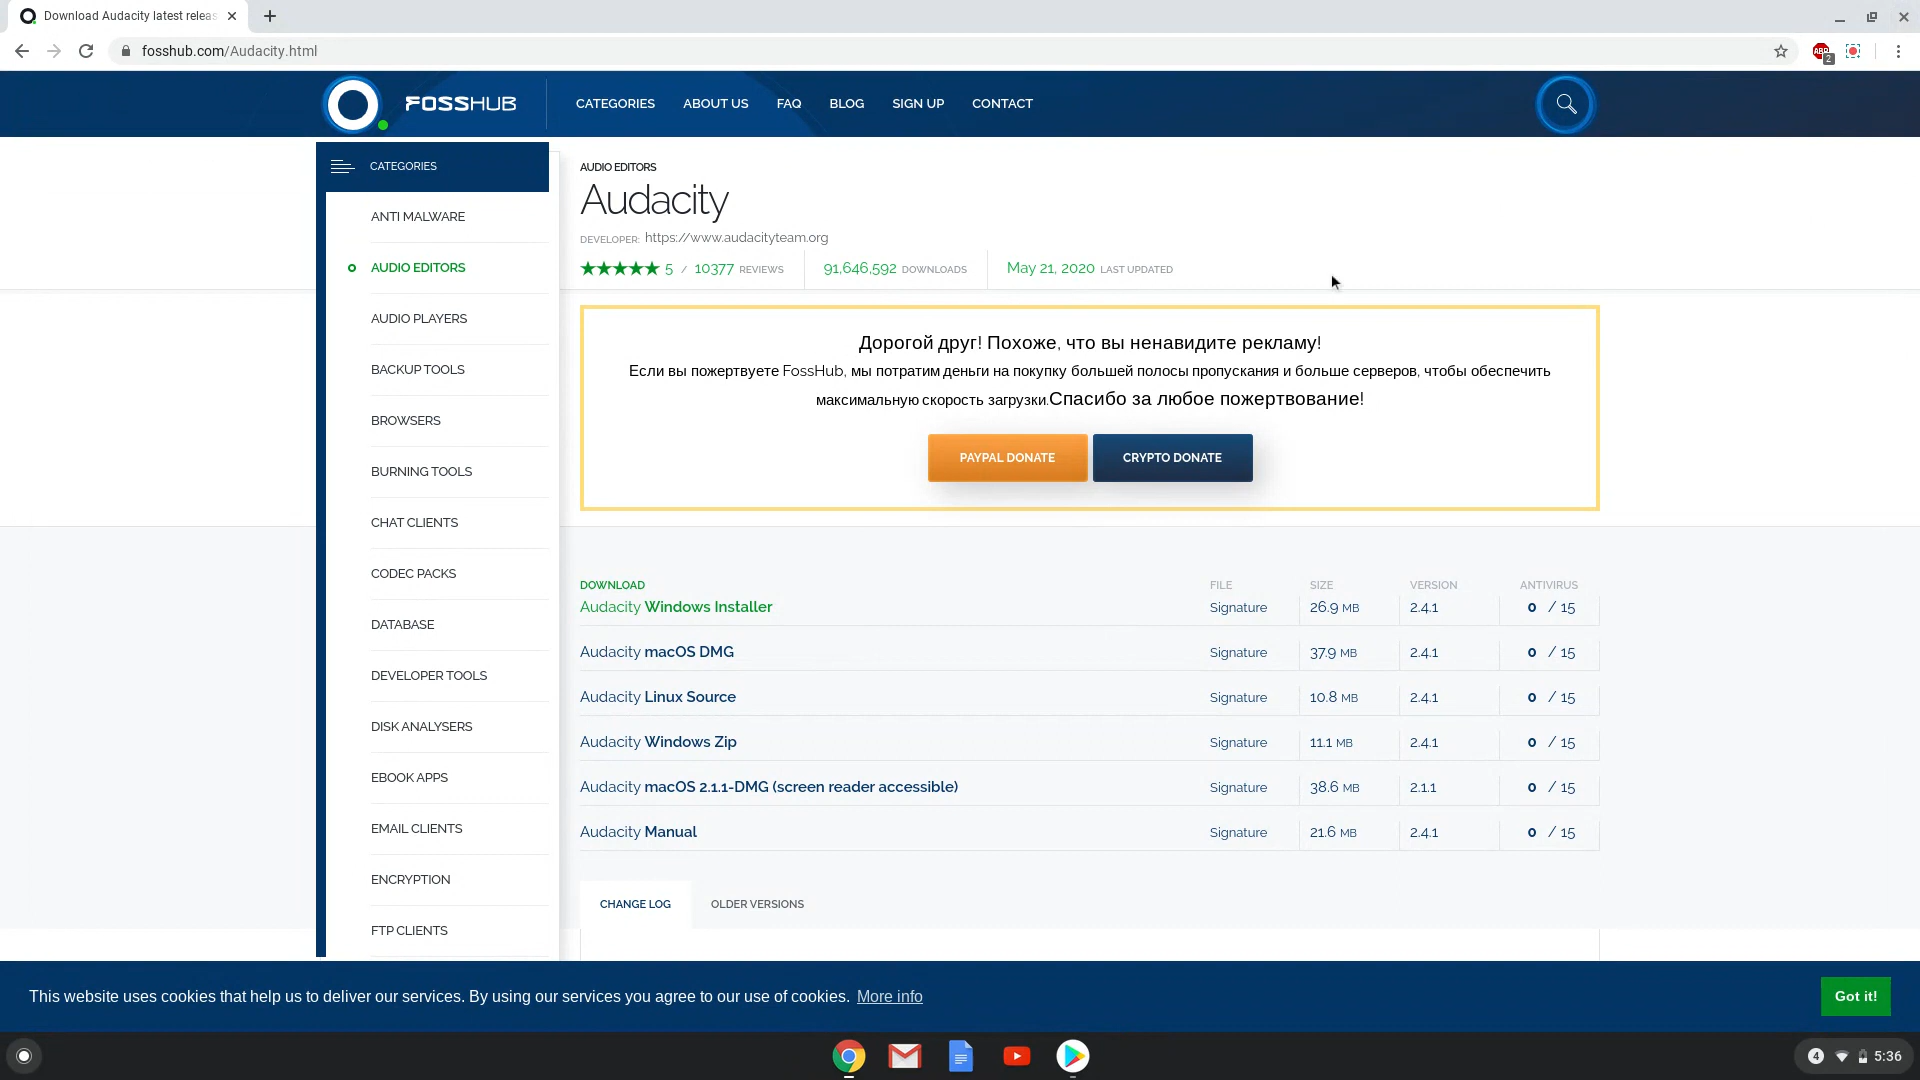 Download Audacity latest releas
fosshub.com/Audacity.html
ABP
2
FOSSHUB
CATEGORIES
ABOUT US
FAQ
BLOG
SIGN UP
CONTACT
CATEGORIES
ANTI MALWARE
AUDIO EDITORS
AUDIO PLAYERS
BACKUP TOOLS
BROWSERS
BURNING TOOLS
CHAT CLIENTS
CODEC PACKS
DATABASE
DEVELOPER TOOLS
DISK ANALYSERS
EBOOK APPS
EMAIL CLIENTS
ENCRYPTION
FTP CLIENTS
AUDIO EDITORS
Audacity
DEVELOPER: https://www.audacityteam.org
★★★★★ 5 / 10377 REVIEWS 91,646,592 DOWNLOADS May 21, 2020 LAST UPDATED
Дорогой друг! Похоже, что вы ненавидите рекламу!
Если вы пожертвуете FossHub, мы потратим деньги на покупку большей полосы пропускания и больше серверов, чтобы обеспечить
максимальную скорость загрузки.Спасибо за любое пожертвование!
PAYPAL DONATE
CRYPTO DONATE
DOWNLOAD FILE SIZE VERSION ANTIVIRUS
Audacity Windows Installer Signature 26.9 MB 2.4.1 0 / 15
Audacity macOS DMG Signature 37.9 MB 2.4.1 0 / 15
Audacity Linux Source Signature 10.8 MB 2.4.1 0 / 15
Audacity Windows Zip Signature 11.1 MB 2.4.1 0 / 15
Audacity macOS 2.1.1-DMG (screen reader accessible) Signature 38.6 MB 2.1.1 0 / 15
Audacity Manual Signature 21.6 MB 2.4.1 0 / 15
CHANGE LOG
OLDER VERSIONS
This website uses cookies that help us to deliver our services. By using our services you agree to our use of cookies. More info
Got it!
4
5:36